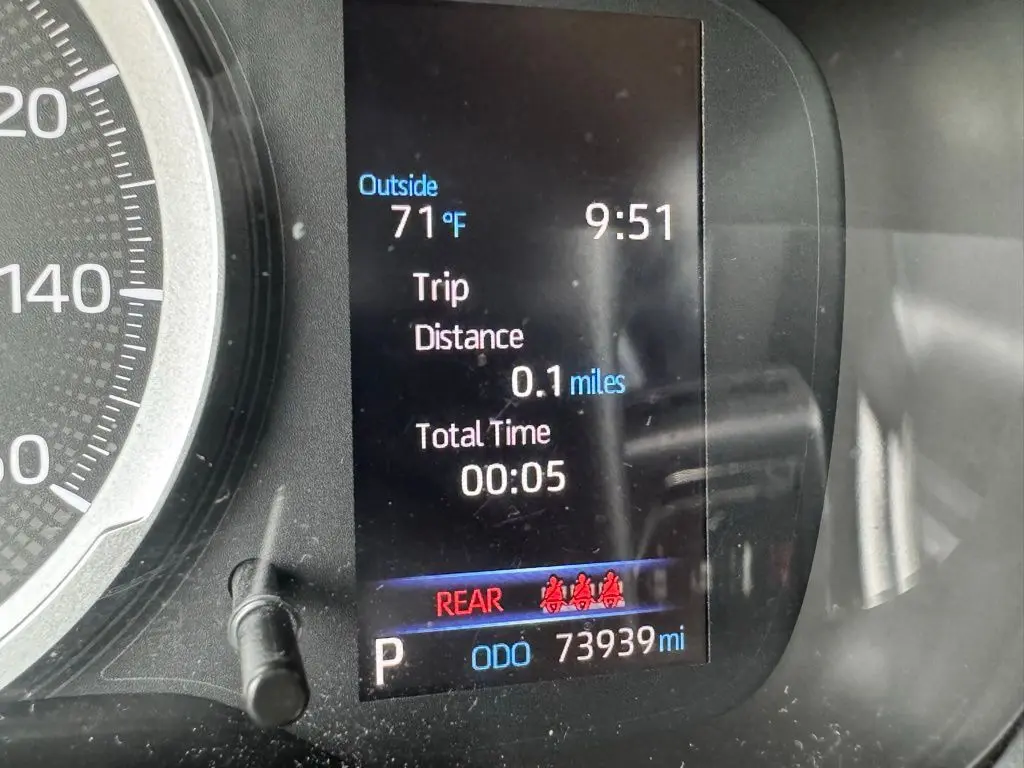 20
140
60
Outside
71 °F 9:51
Trip
Distance
0.1 miles
Total Time
00:05
REAR
P ODO 73939 mi